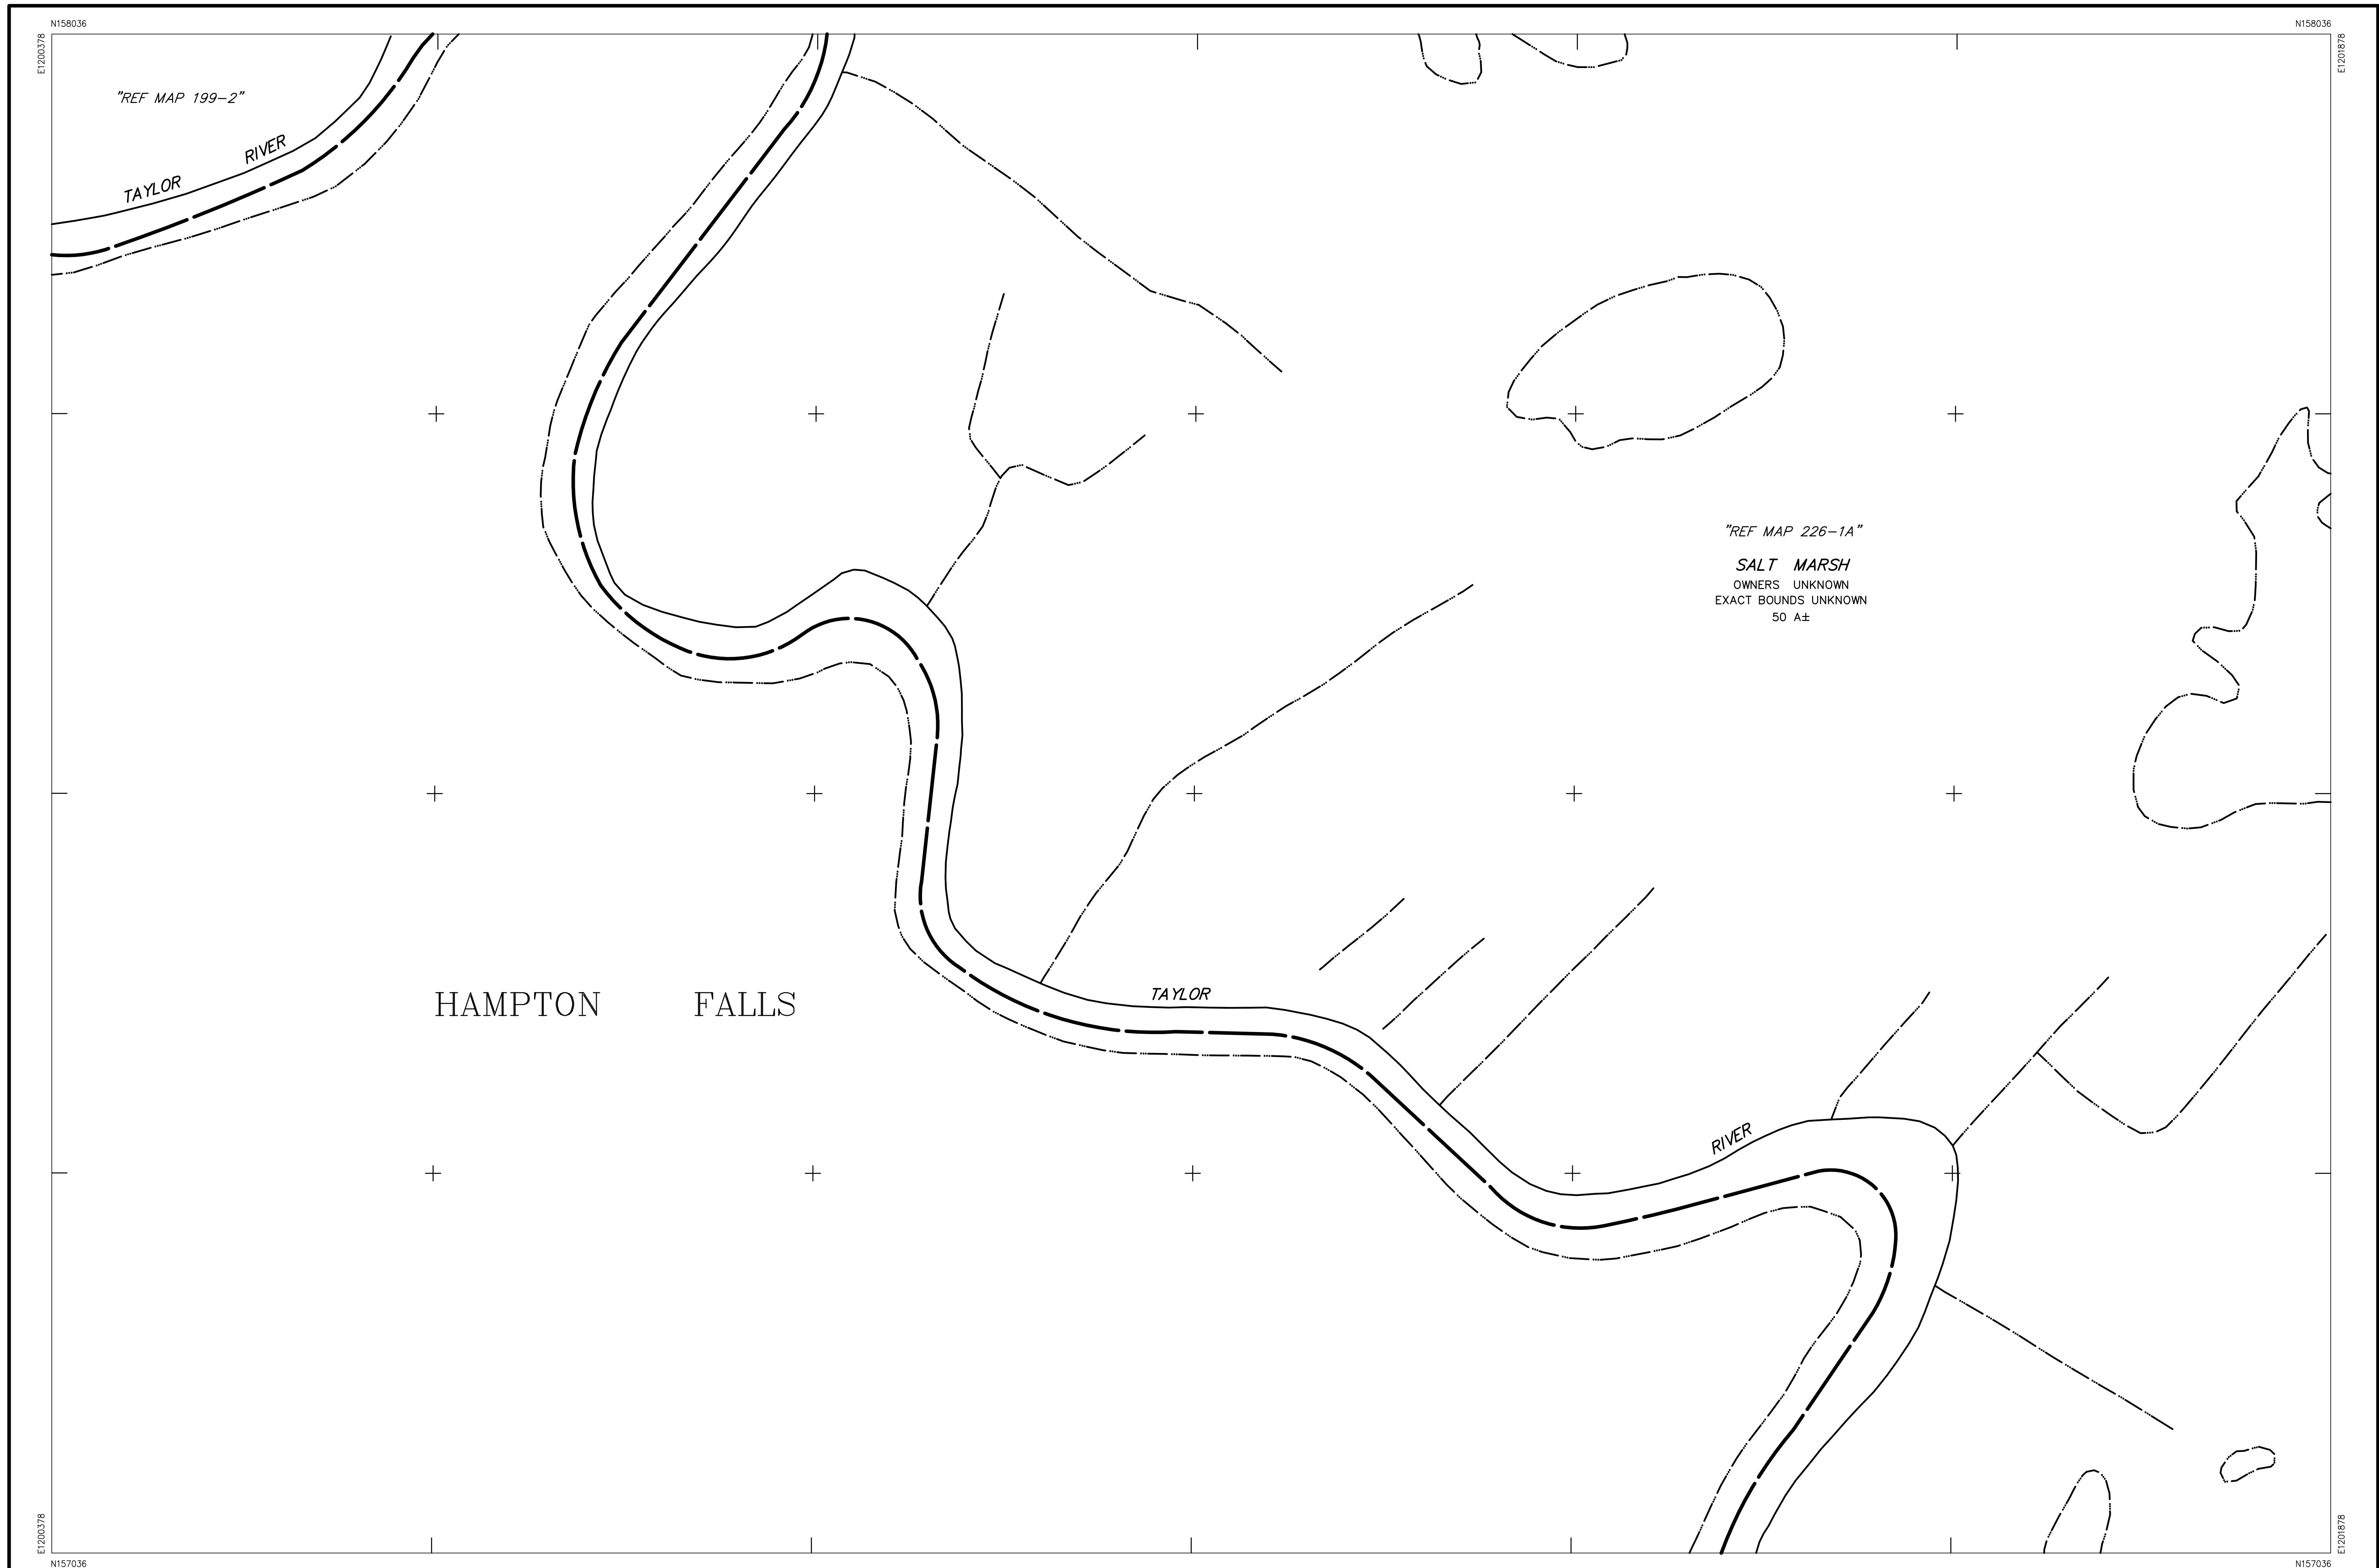 N158036
N158036
E1200378
E1201878
"REF MAP 199-2"
TAYLOR RIVER
"REF MAP 226-1A"
SALT MARSH
OWNERS UNKNOWN
EXACT BOUNDS UNKNOWN
50 A±
HAMPTON FALLS
TAYLOR
RIVER
E1200378
E1201878
N157036
N157036